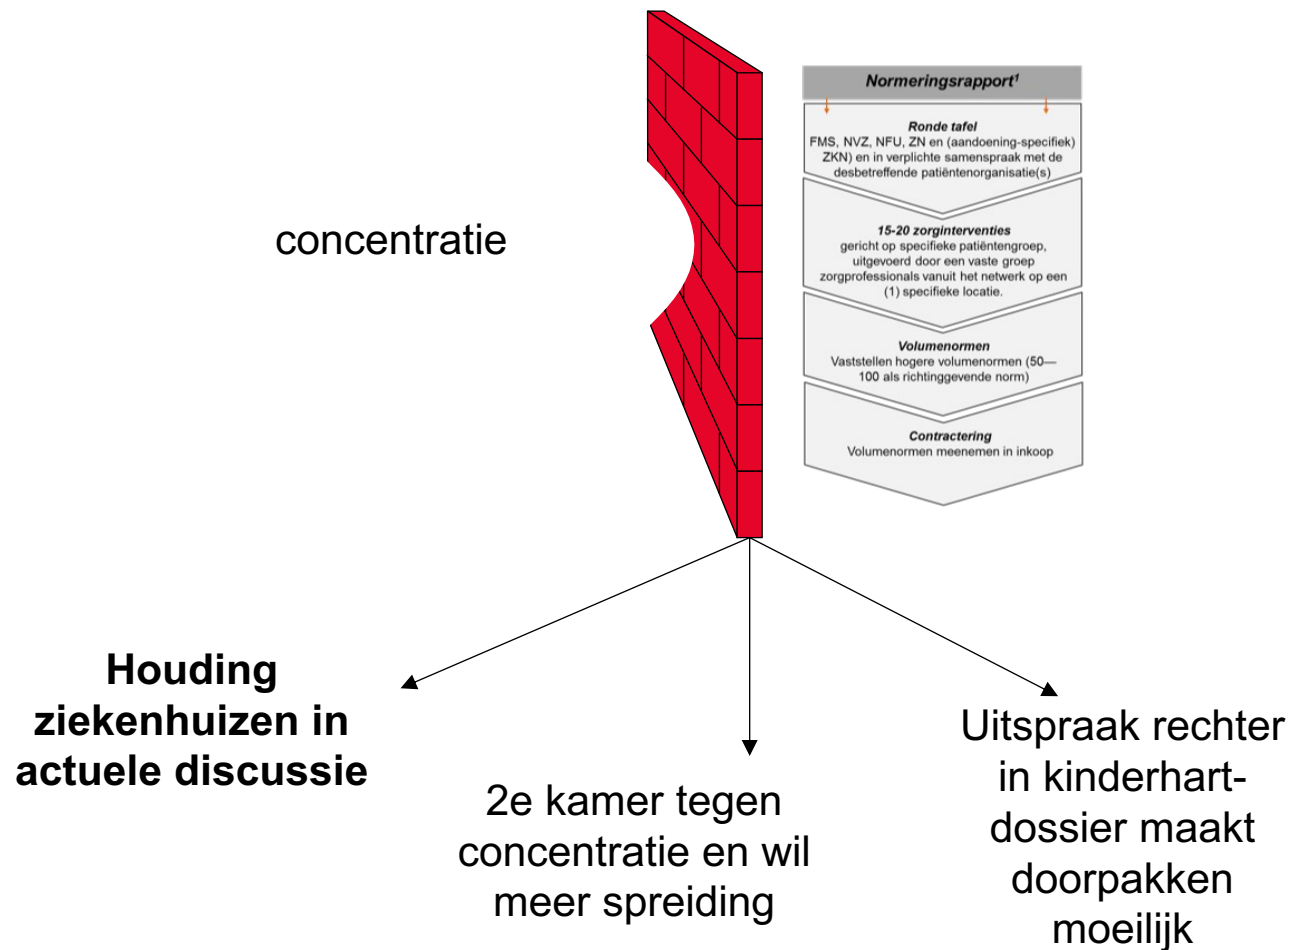 concentratie
Normeringsrapport¹
Ronde tafel
FMS, NVZ, NFU, ZN en (aandoening-specifiek)
ZKN) en in verplichte samenspraak met de
desbetreffende patiëntenorganisatie(s)
15-20 zorginterventies
gericht op specifieke patiëntengroep,
uitgevoerd door een vaste groep
zorgprofessionals vanuit het netwerk op een
(1) specifieke locatie.
Volumenormen
Vaststellen hogere volumenormen (50—
100 als richtinggevende norm)
Contractering
Volumenormen meenemen in inkoop
Houding
ziekenhuizen in
actuele discussie
2e kamer tegen
concentratie en wil
meer spreiding
Uitspraak rechter
in kinderhart-
dossier maakt
doorpakken
moeilijk